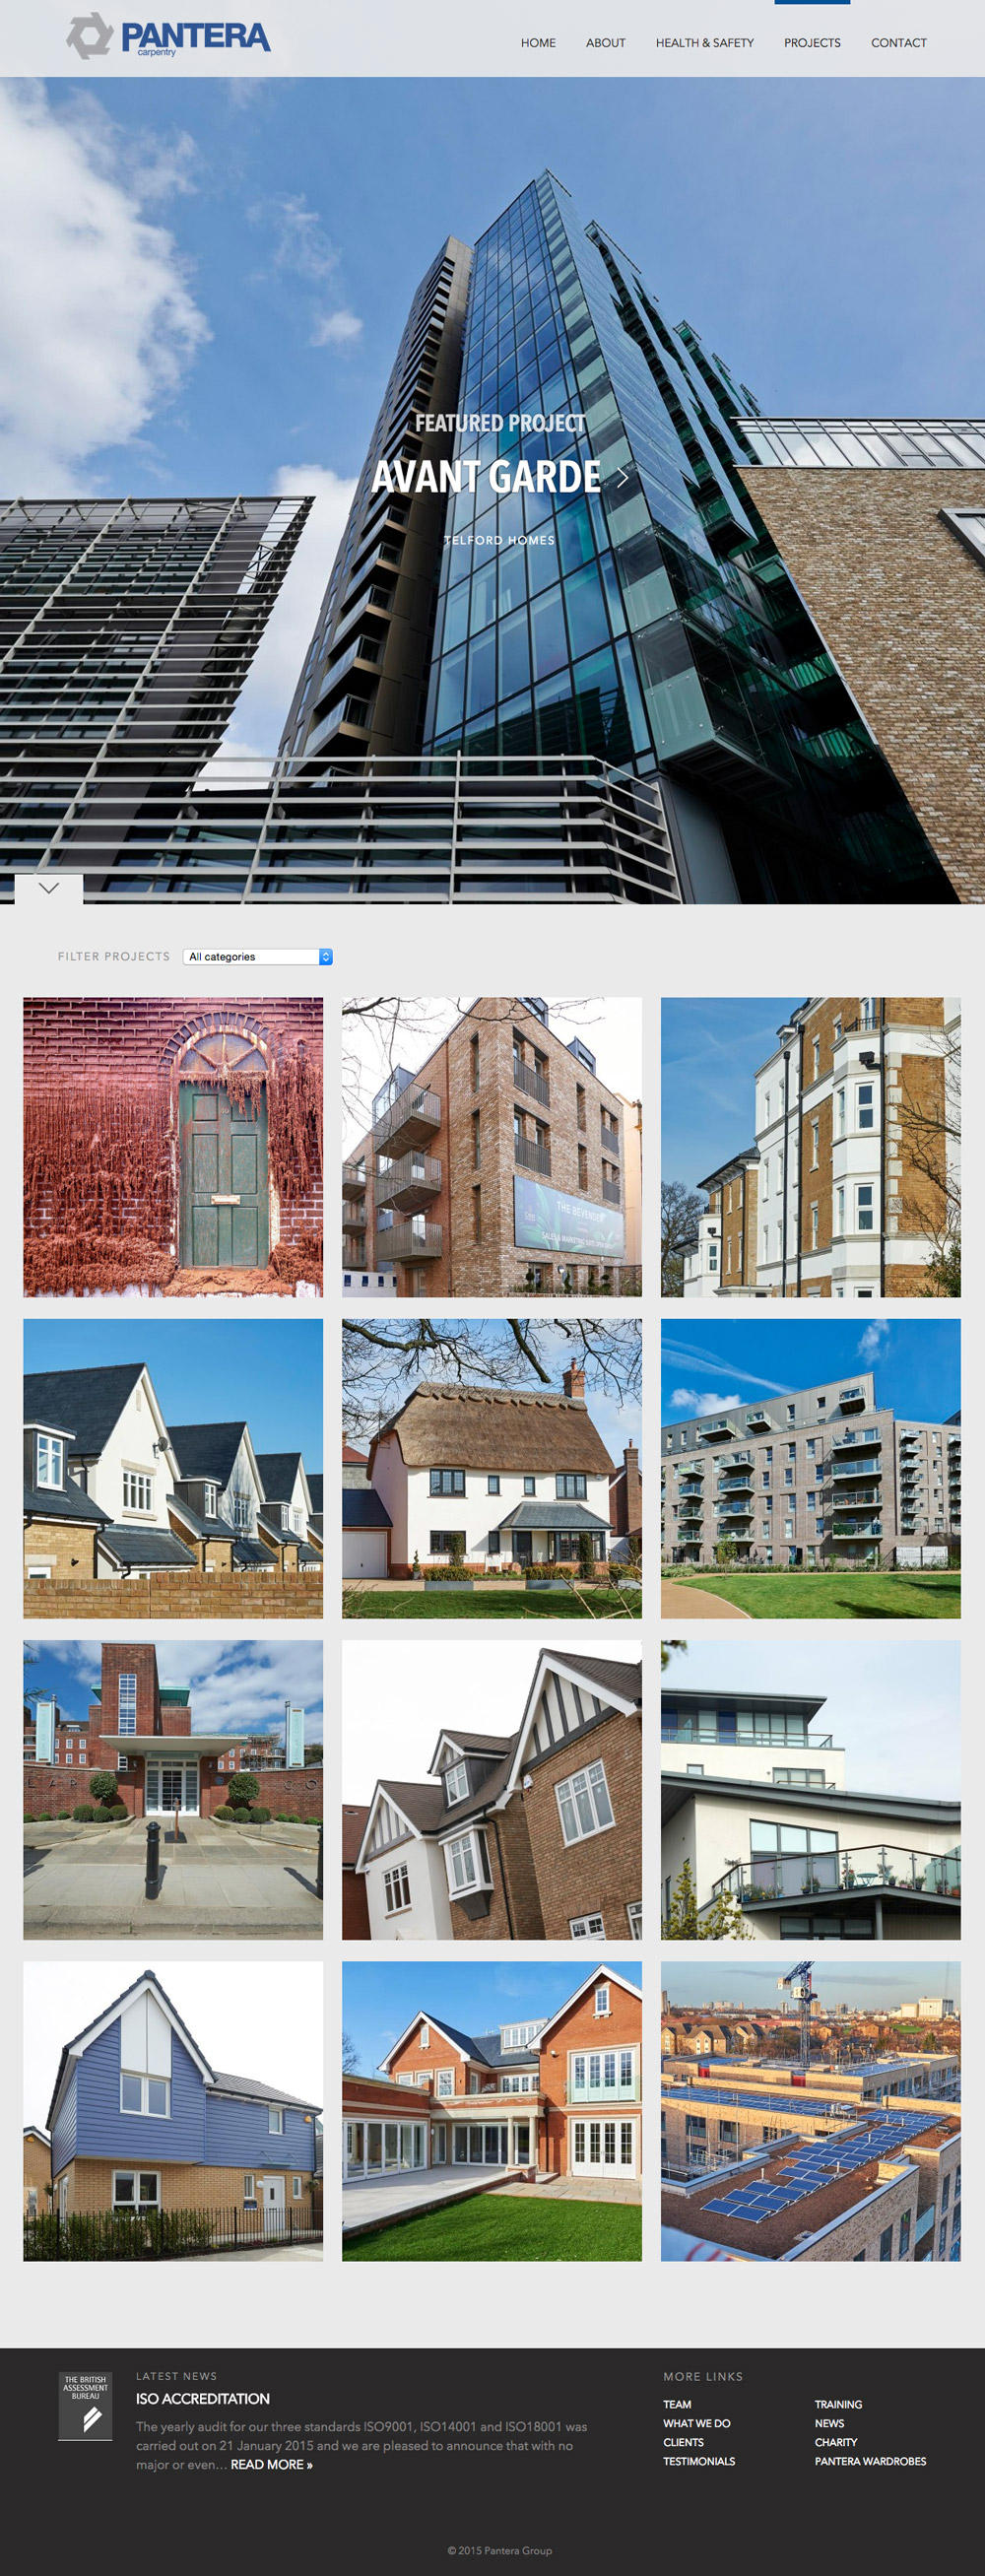 PANTERA
carpentry
HOME ABOUT HEALTH & SAFETY PROJECTS CONTACT
FEATURED PROJECT
AVANT GARDE
TELFORD HOMES
FILTER PROJECTS All categories
THE BEVENDEN
SALES & MARKETING SUITE OPEN
THE BRITISH
ASSESSMENT
BUREAU
LATEST NEWS
ISO ACCREDITATION
The yearly audit for our three standards ISO9001, ISO14001 and ISO18001 was
carried out on 21 January 2015 and we are pleased to announce that with no
major or even... READ MORE »
MORE LINKS
TEAM TRAINING
WHAT WE DO NEWS
CLIENTS CHARITY
TESTIMONIALS PANTERA WARDROBES
© 2015 Pantera Group